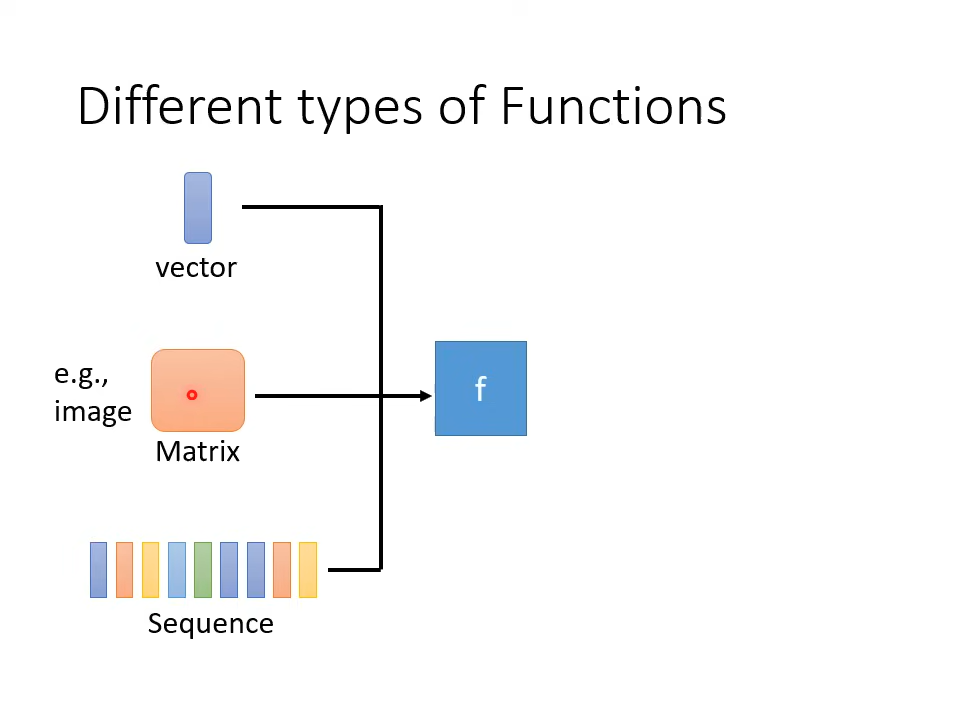 Different types of Functions
vector
e.g.,
image
Matrix
f
Sequence